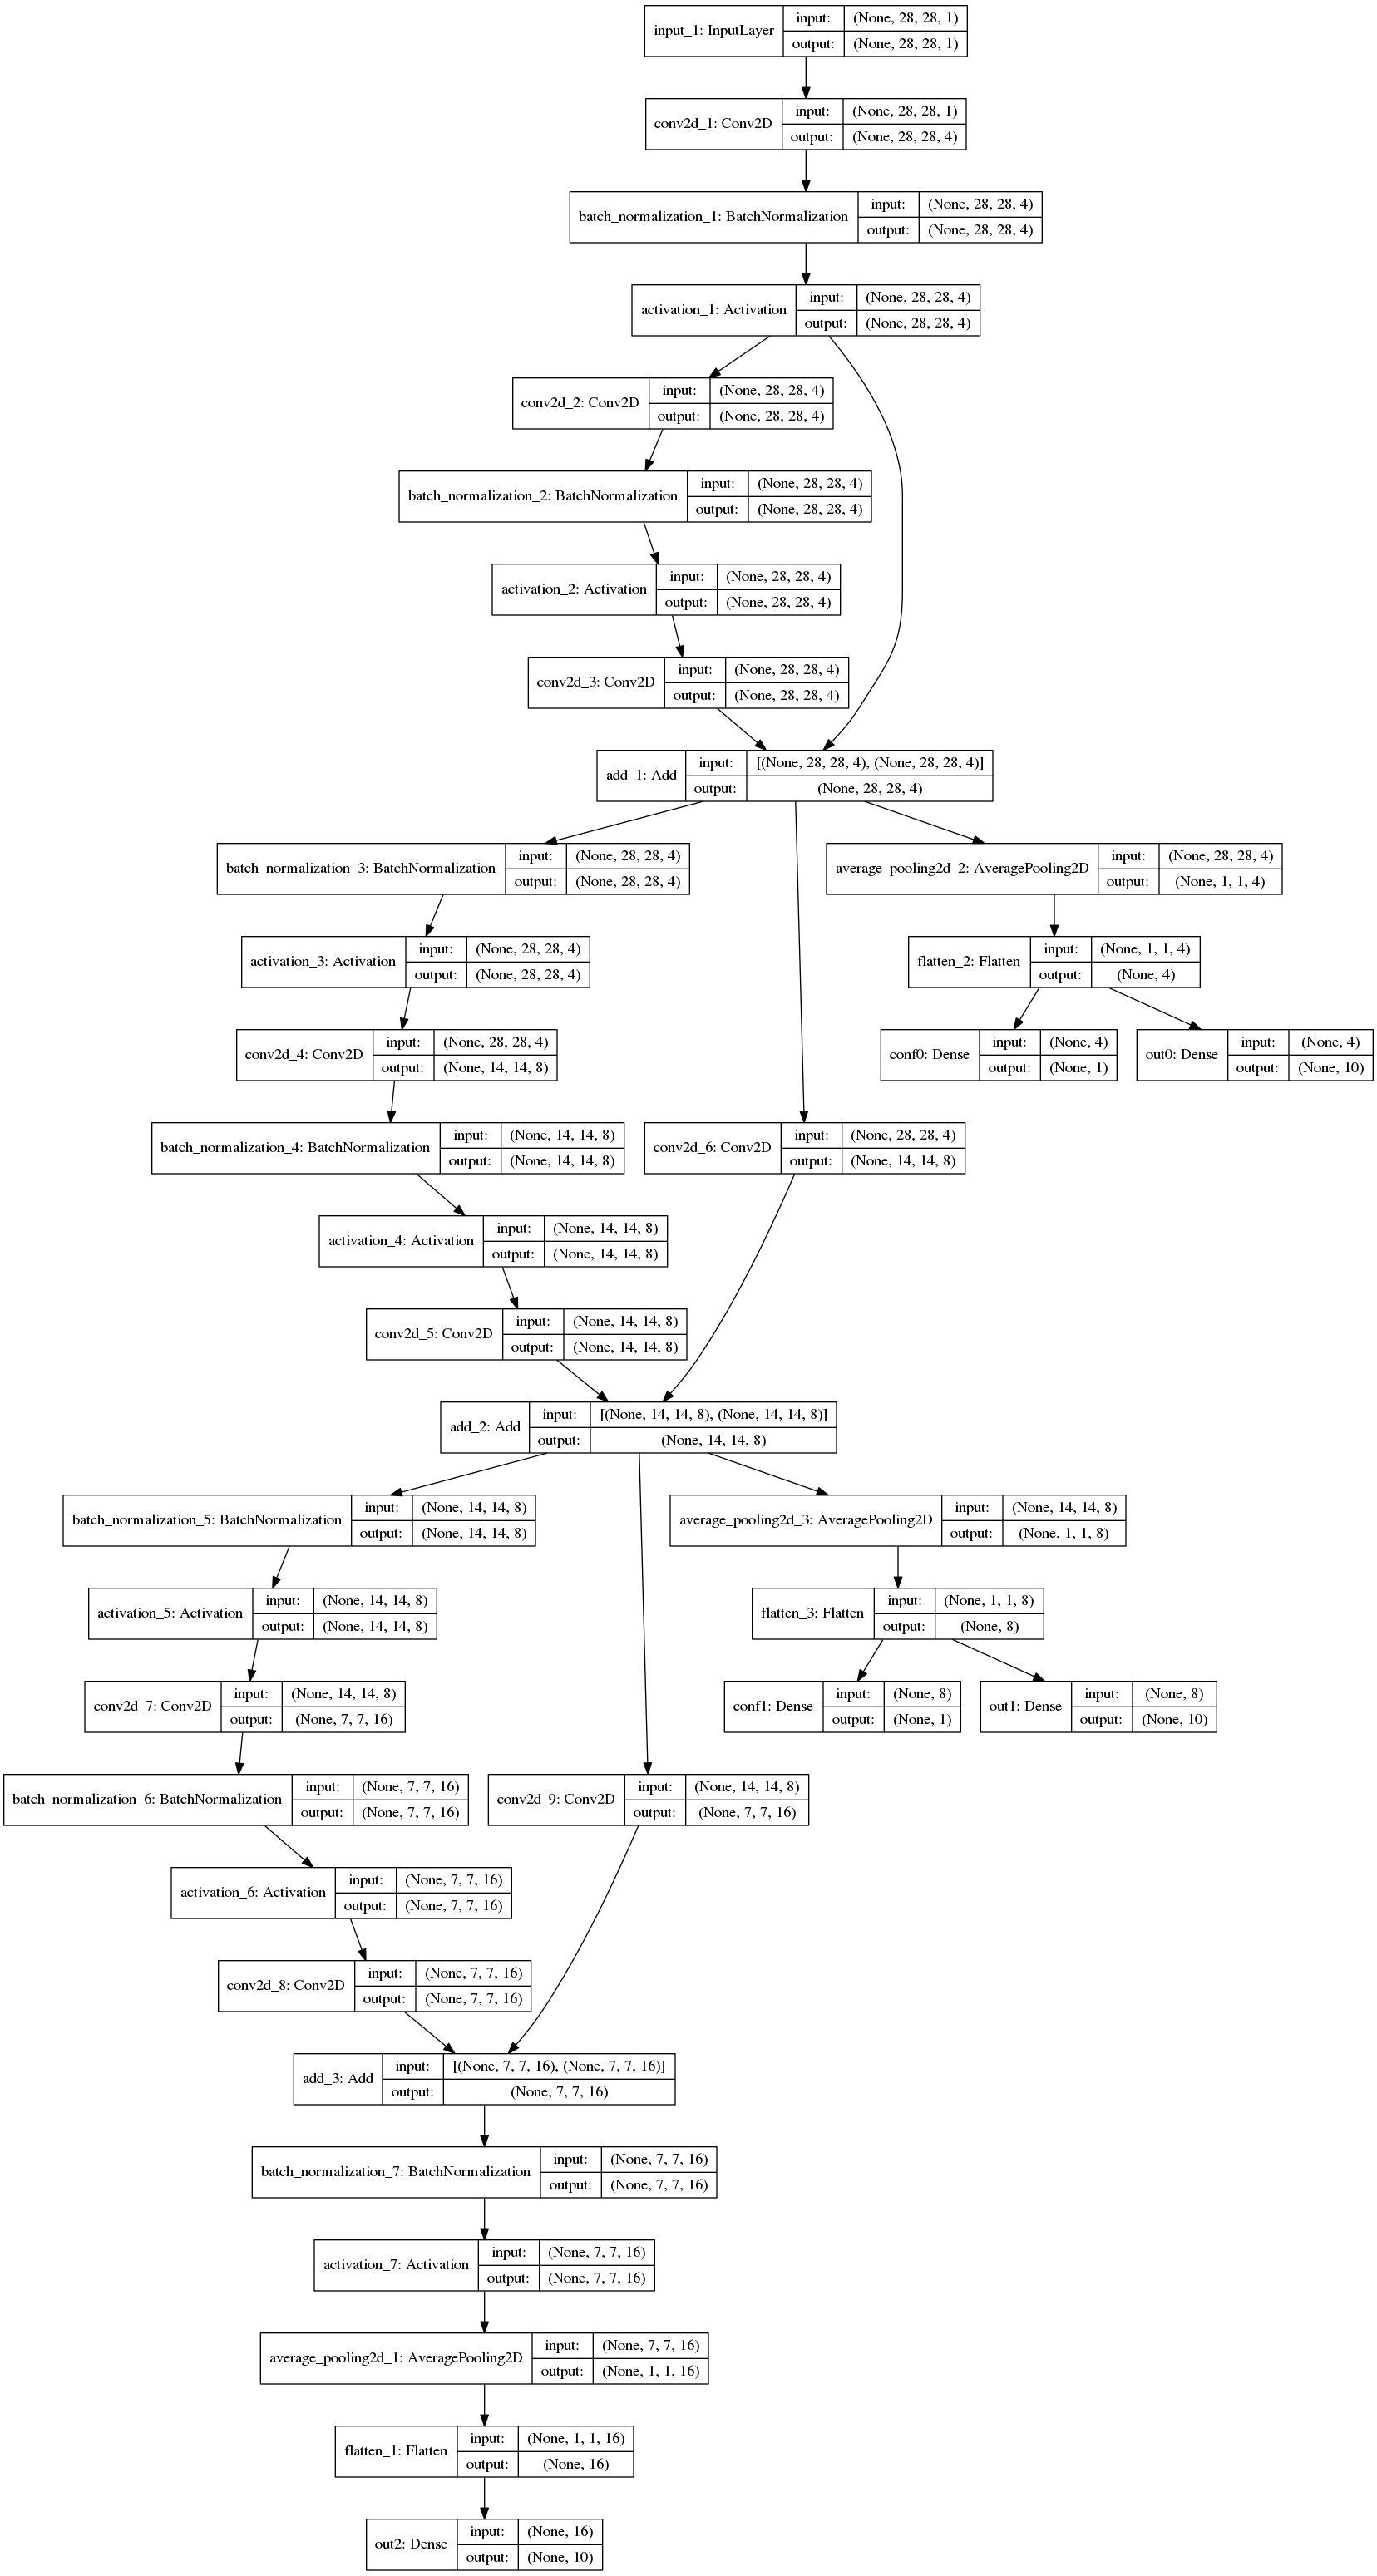 input_1: InputLayer
input: (None, 28, 28, 1)
output: (None, 28, 28, 1)
conv2d_1: Conv2D
input: (None, 28, 28, 1)
output: (None, 28, 28, 4)
batch_normalization_1: BatchNormalization
input: (None, 28, 28, 4)
output: (None, 28, 28, 4)
activation_1: Activation
input: (None, 28, 28, 4)
output: (None, 28, 28, 4)
conv2d_2: Conv2D
input: (None, 28, 28, 4)
output: (None, 28, 28, 4)
batch_normalization_2: BatchNormalization
input: (None, 28, 28, 4)
output: (None, 28, 28, 4)
activation_2: Activation
input: (None, 28, 28, 4)
output: (None, 28, 28, 4)
conv2d_3: Conv2D
input: (None, 28, 28, 4)
output: (None, 28, 28, 4)
add_1: Add
input: [(None, 28, 28, 4), (None, 28, 28, 4)]
output: (None, 28, 28, 4)
batch_normalization_3: BatchNormalization
input: (None, 28, 28, 4)
output: (None, 28, 28, 4)
average_pooling2d_2: AveragePooling2D
input: (None, 28, 28, 4)
output: (None, 1, 1, 4)
activation_3: Activation
input: (None, 28, 28, 4)
output: (None, 28, 28, 4)
flatten_2: Flatten
input: (None, 1, 1, 4)
output: (None, 4)
conv2d_4: Conv2D
input: (None, 28, 28, 4)
output: (None, 14, 14, 8)
conf0: Dense
input: (None, 4)
output: (None, 1)
out0: Dense
input: (None, 4)
output: (None, 10)
batch_normalization_4: BatchNormalization
input: (None, 14, 14, 8)
output: (None, 14, 14, 8)
conv2d_6: Conv2D
input: (None, 28, 28, 4)
output: (None, 14, 14, 8)
activation_4: Activation
input: (None, 14, 14, 8)
output: (None, 14, 14, 8)
conv2d_5: Conv2D
input: (None, 14, 14, 8)
output: (None, 14, 14, 8)
add_2: Add
input: [(None, 14, 14, 8), (None, 14, 14, 8)]
output: (None, 14, 14, 8)
batch_normalization_5: BatchNormalization
input: (None, 14, 14, 8)
output: (None, 14, 14, 8)
average_pooling2d_3: AveragePooling2D
input: (None, 14, 14, 8)
output: (None, 1, 1, 8)
activation_5: Activation
input: (None, 14, 14, 8)
output: (None, 14, 14, 8)
flatten_3: Flatten
input: (None, 1, 1, 8)
output: (None, 8)
conv2d_7: Conv2D
input: (None, 14, 14, 8)
output: (None, 7, 7, 16)
conf1: Dense
input: (None, 8)
output: (None, 1)
out1: Dense
input: (None, 8)
output: (None, 10)
batch_normalization_6: BatchNormalization
input: (None, 7, 7, 16)
output: (None, 7, 7, 16)
conv2d_9: Conv2D
input: (None, 14, 14, 8)
output: (None, 7, 7, 16)
activation_6: Activation
input: (None, 7, 7, 16)
output: (None, 7, 7, 16)
conv2d_8: Conv2D
input: (None, 7, 7, 16)
output: (None, 7, 7, 16)
add_3: Add
input: [(None, 7, 7, 16), (None, 7, 7, 16)]
output: (None, 7, 7, 16)
batch_normalization_7: BatchNormalization
input: (None, 7, 7, 16)
output: (None, 7, 7, 16)
activation_7: Activation
input: (None, 7, 7, 16)
output: (None, 7, 7, 16)
average_pooling2d_1: AveragePooling2D
input: (None, 7, 7, 16)
output: (None, 1, 1, 16)
flatten_1: Flatten
input: (None, 1, 1, 16)
output: (None, 16)
out2: Dense
input: (None, 16)
output: (None, 10)